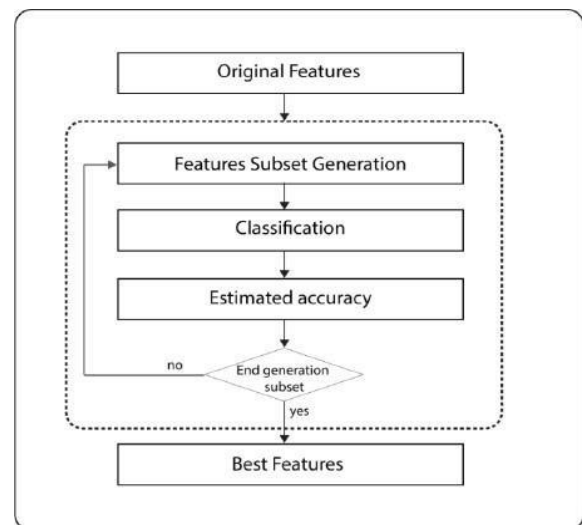 Original Features
Features Subset Generation
Classification
Estimated accuracy
End generation
subset
no
yes
Best Features